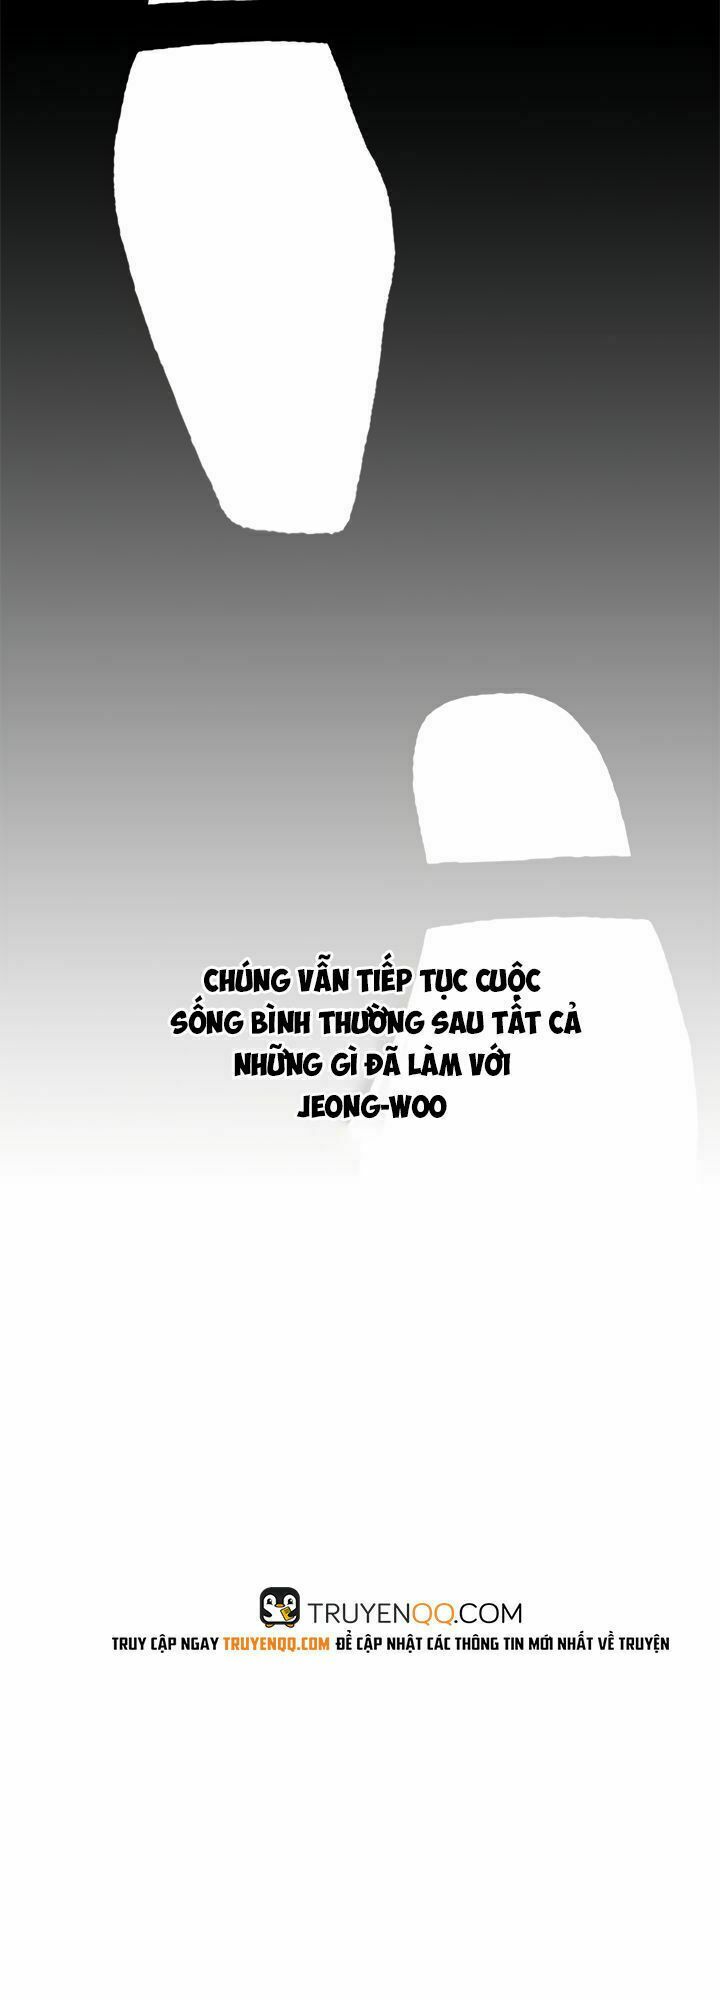 CHÚNG VẪN TIẾP TỤC CUỘC
SỐNG BÌNH THƯỜNG SAU TẤT CẢ
NHỮNG GÌ ĐÃ LÀM VỚI
JEONG-WOO
TRUYENQQ.COM
TRUY CẬP NGAY TRUYENQQ.COM ĐỂ CẬP NHẬT CÁC THÔNG TIN MỚI NHẤT VỀ TRUYỆN